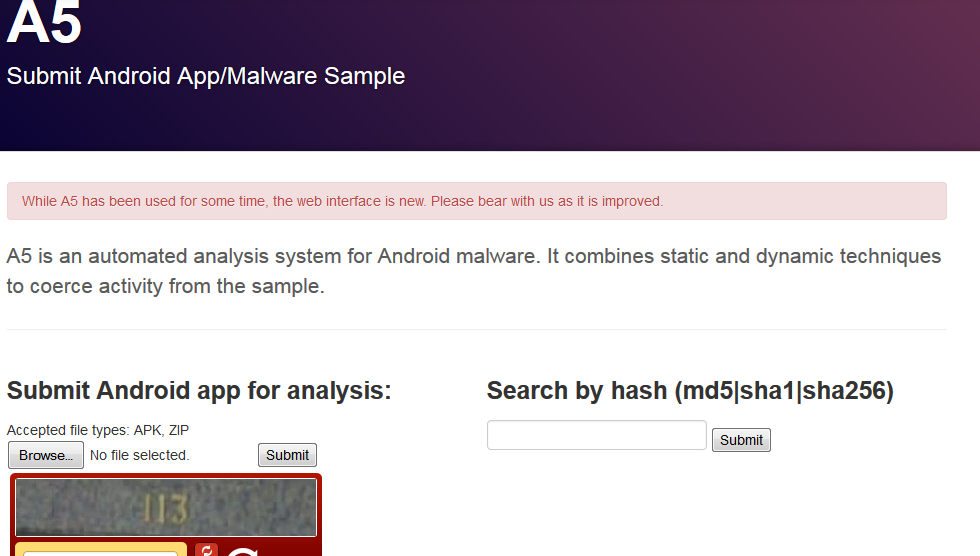 A5
Submit Android App/Malware Sample
While A5 has been used for some time, the web interface is new. Please bear with us as it is improved.
A5 is an automated analysis system for Android malware. It combines static and dynamic techniques
to coerce activity from the sample.
Submit Android app for analysis:
Accepted file types: APK, ZIP
Browse... No file selected. Submit
113
Search by hash (md5|sha1|sha256)
Submit